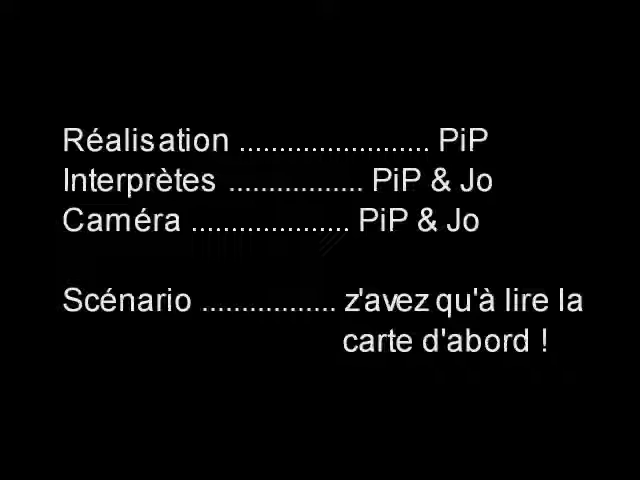 Réalisation ........................ PiP
Interprètes ................. PiP & Jo
Caméra .................... PiP & Jo
Scénario ................. z'avez qu'à lire la
carte d'abord !